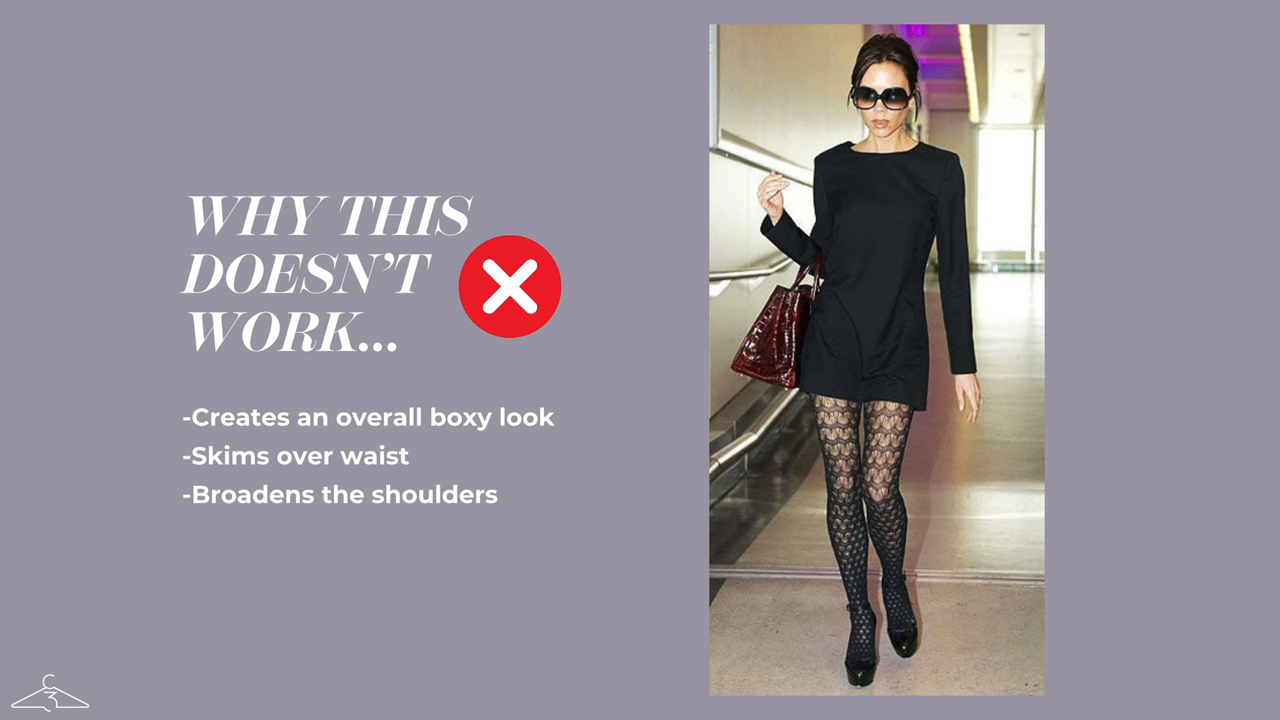 WHY THIS
DOESN'T
WORK...
-Creates an overall boxy look
-Skims over waist
-Broadens the shoulders